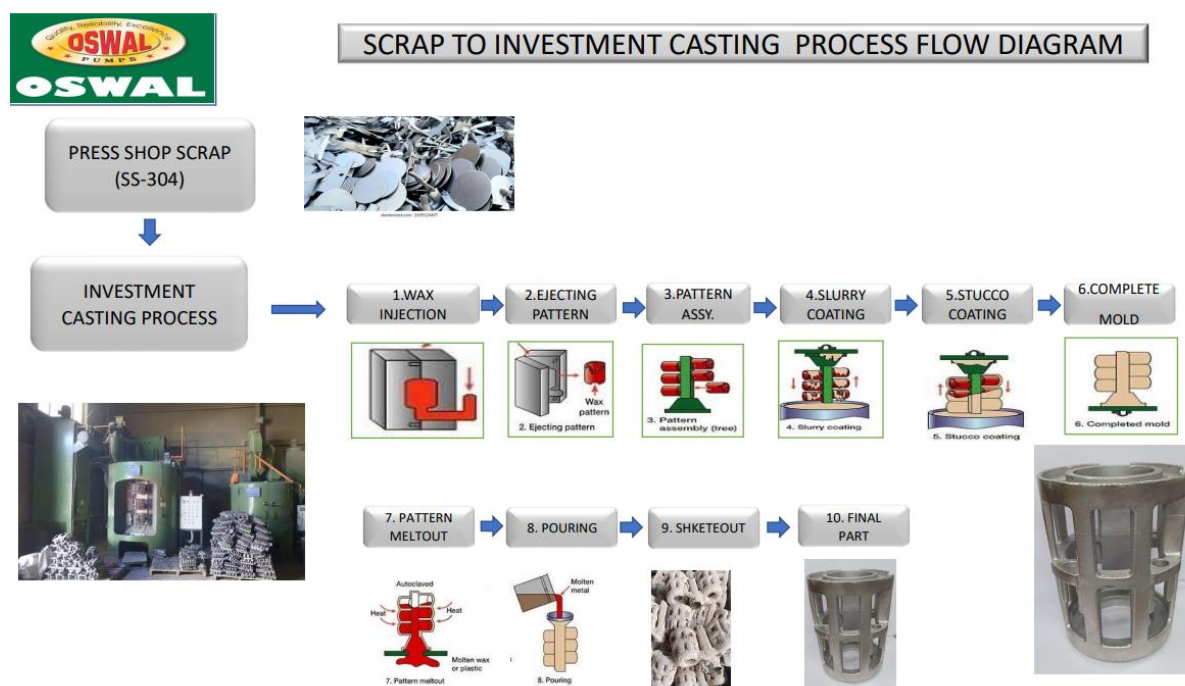 Quality, Reliability, Excellence
OSWAL
PUMPS
OSWAL
SCRAP TO INVESTMENT CASTING PROCESS FLOW DIAGRAM
PRESS SHOP SCRAP
(SS-304)
INVESTMENT
CASTING PROCESS
1.WAX
INJECTION
2.EJECTING
PATTERN
3.PATTERN
ASSY.
4.SLURRY
COATING
5.STUCCO
COATING
6.COMPLETE
MOLD
Wax
pattern
2. Ejecting pattern
3. Pattern
assembly (tree)
4. Slurry coating
5. Stucco coating
6. Completed mold
7. PATTERN
MELTOUT
8. POURING
9. SHKETEOUT
10. FINAL
PART
Autoclaved
Heat
Heat
Molten wax
or plastic
7. Pattern meltout
Molten
metal
8. Pouring